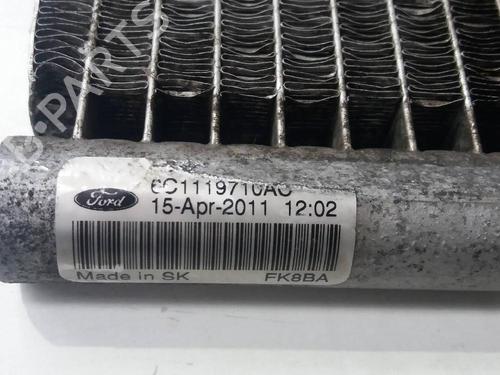 Ford
6C1119710AC
15-Apr-2011 12:02
Made in SK FK8BA